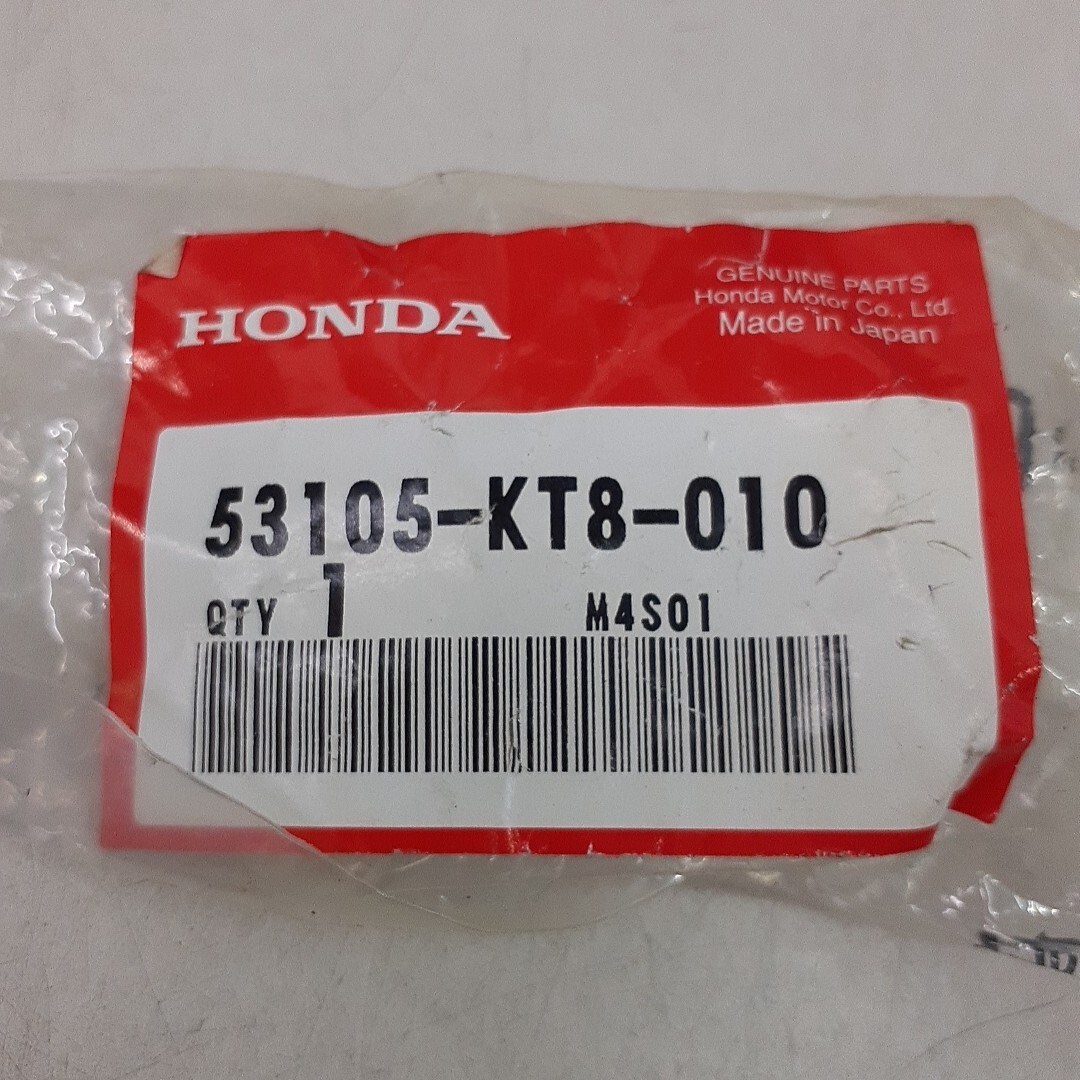 HONDA
GENUINE PARTS
Honda Motor Co., Ltd.
Made in Japan
53105-KT8-010
QTY 1 M4S01